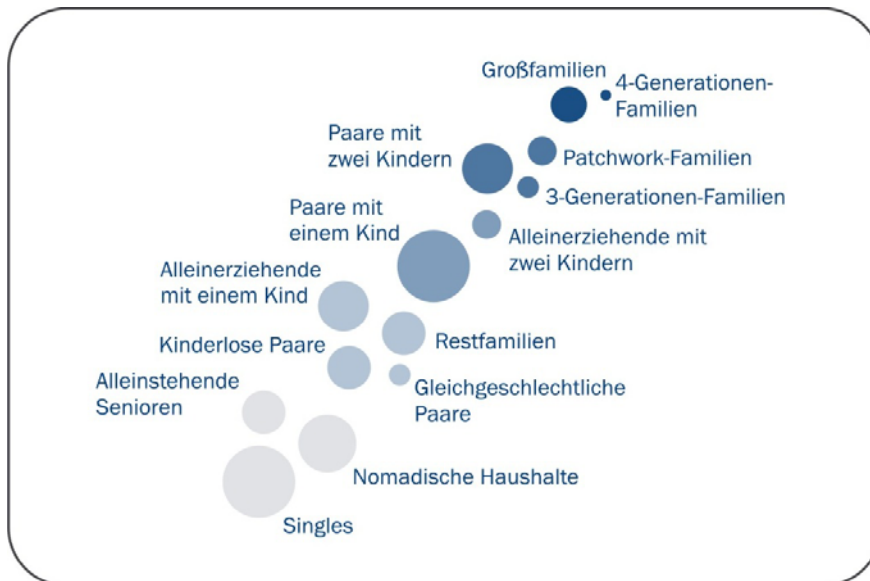 Großfamilien
4-Generationen-
Familien
Paare mit
zwei Kindern
Patchwork-Familien
3-Generationen-Familien
Paare mit
einem Kind
Alleinerziehende mit
zwei Kindern
Alleinerziehende
mit einem Kind
Restfamilien
Kinderlose Paare
Gleichgeschlechtliche
Paare
Alleinstehende
Senioren
Nomadische Haushalte
Singles